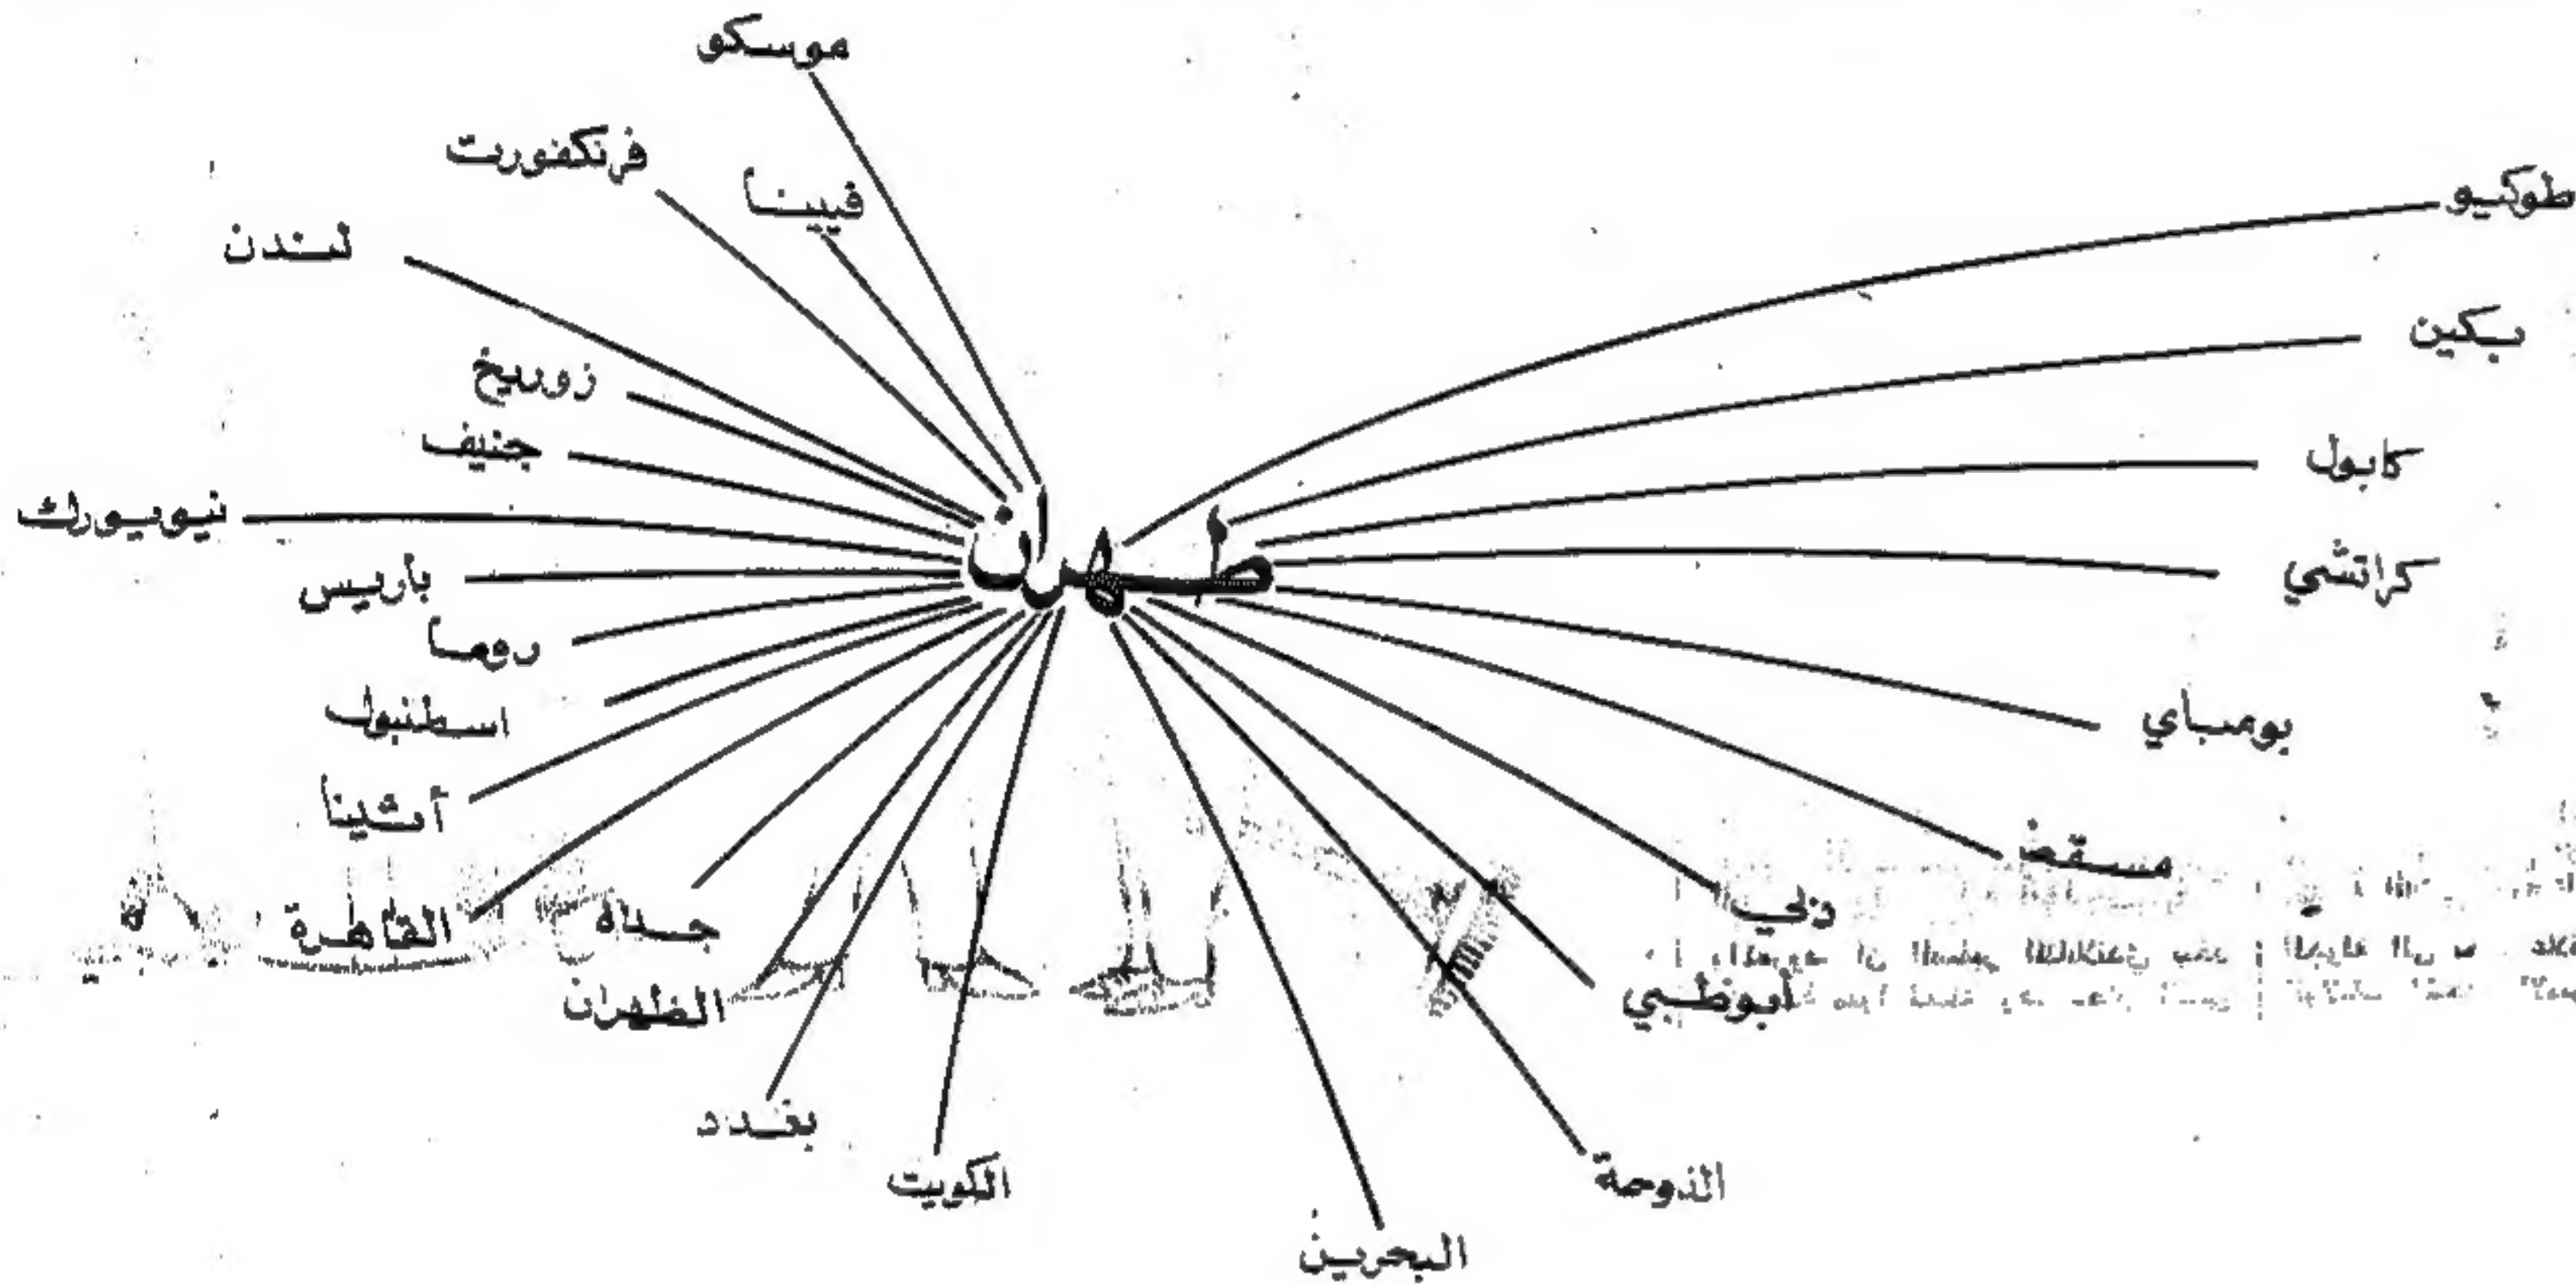 موسكو
فرنكفورت
فيينا
طوكيو
لندن
بكين
زوريخ
جنيف
كابول
نيويورك
طهران
كراتشي
باريس
روما
اسطنبول
بومباي
أثينا
مسقط
القاهرة
جدة
دبي
الظهران
أبوظبي
بغداد
الكويت
الدوحة
البحرين